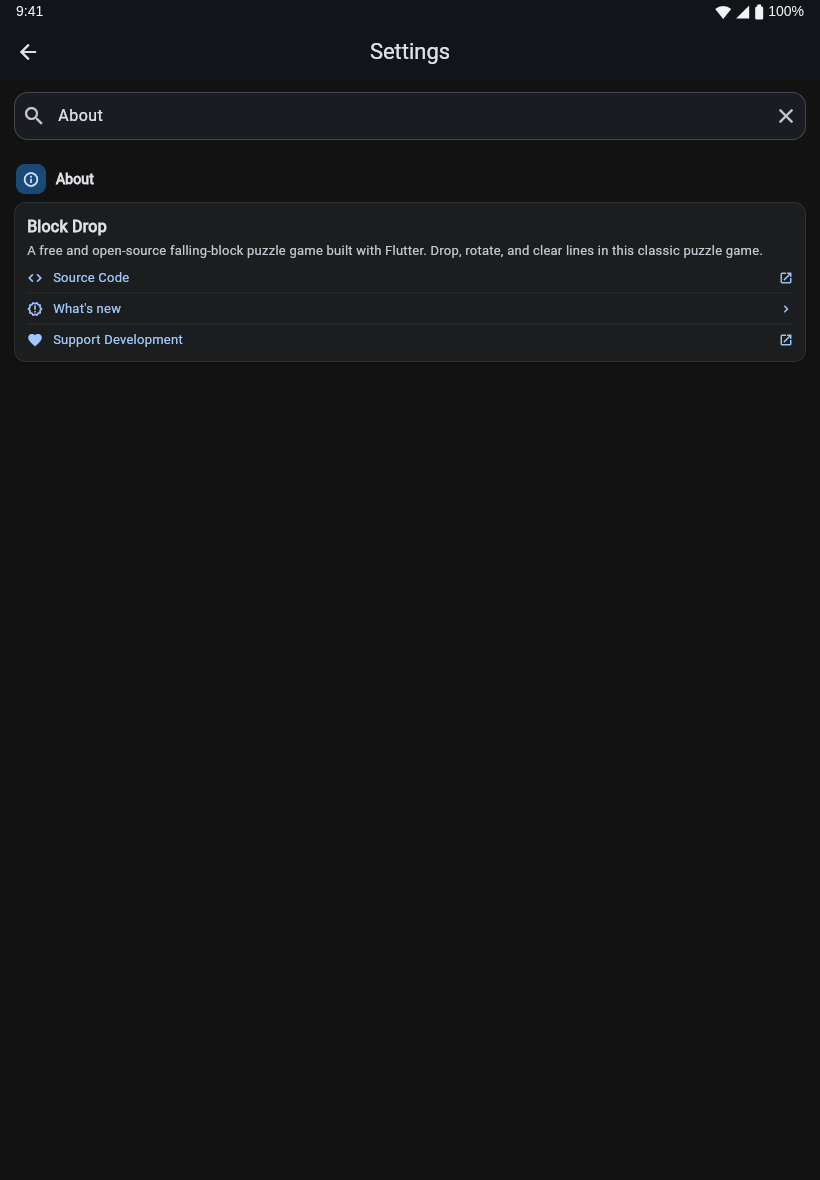 9:41
100%
Settings
About
About
Block Drop
A free and open-source falling-block puzzle game built with Flutter. Drop, rotate, and clear lines in this classic puzzle game.
Source Code
What's new
Support Development